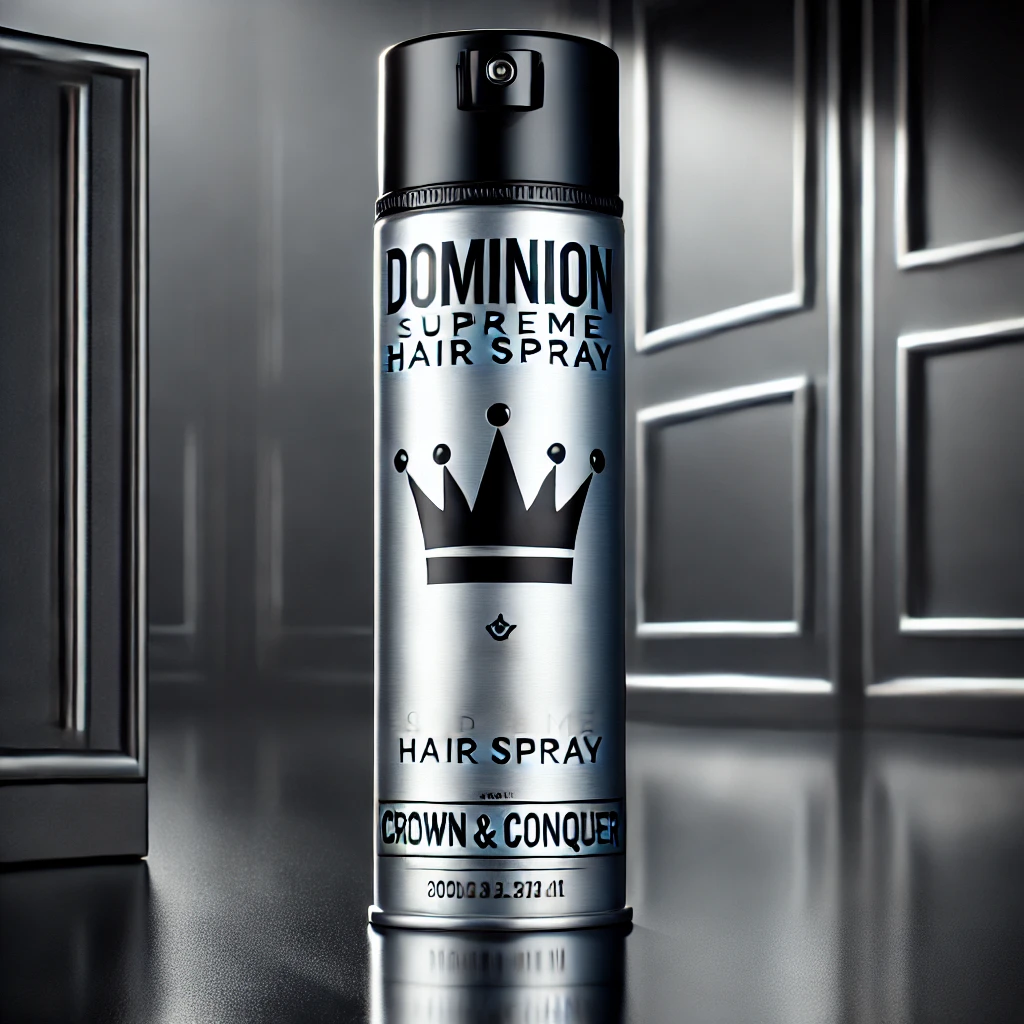 DOMINION
SUPREME
HAIR SPRAY
HAIR SPRAY
CROWN & CONQUER